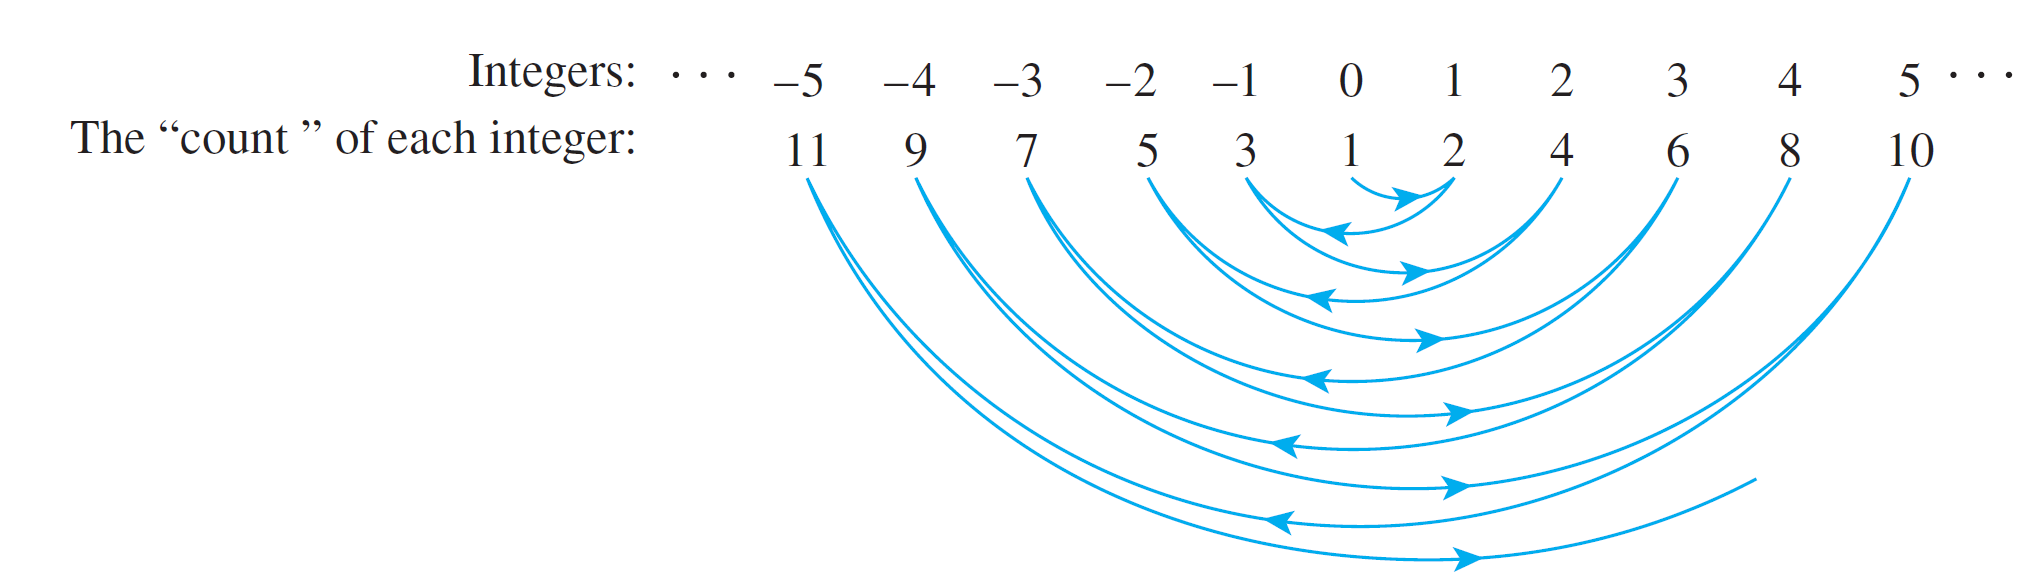 Integers: · · · –5 –4 –3 –2 –1 0 1 2 3 4 5 · · ·
The “count ” of each integer: 11 9 7 5 3 1 2 4 6 8 10